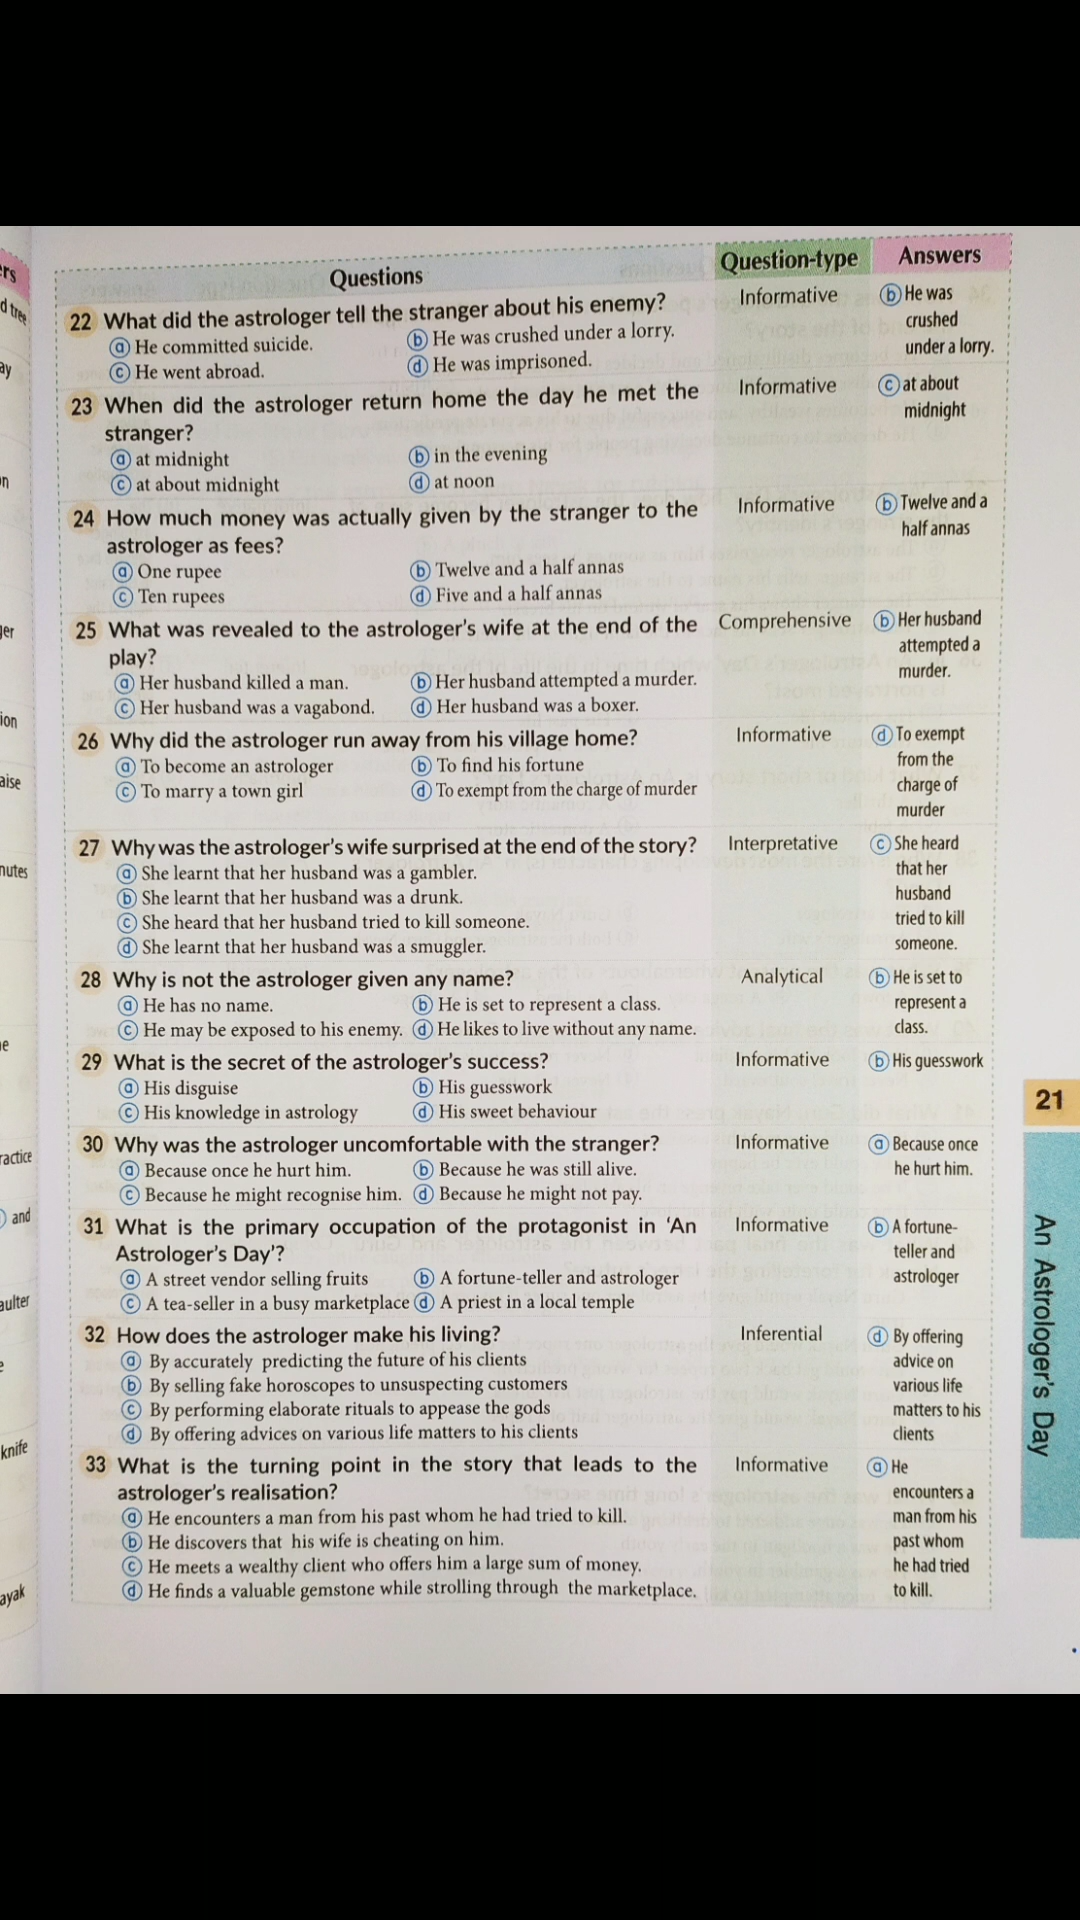 Questions Question-type Answers
22 What did the astrologer tell the stranger about his enemy? Informative ⓑ He was
ⓐ He committed suicide. ⓑ He was crushed under a lorry. crushed
ⓒ He went abroad. ⓓ He was imprisoned. under a lorry.
23 When did the astrologer return home the day he met the Informative ⓒ at about
stranger? midnight
ⓐ at midnight ⓑ in the evening
ⓒ at about midnight ⓓ at noon
24 How much money was actually given by the stranger to the Informative ⓑ Twelve and a
astrologer as fees? half annas
ⓐ One rupee ⓑ Twelve and a half annas
ⓒ Ten rupees ⓓ Five and a half annas
25 What was revealed to the astrologer's wife at the end of the Comprehensive ⓑ Her husband
play? attempted a
ⓐ Her husband killed a man. ⓑ Her husband attempted a murder. murder.
ⓒ Her husband was a vagabond. ⓓ Her husband was a boxer.
26 Why did the astrologer run away from his village home? Informative ⓓ To exempt
ⓐ To become an astrologer ⓑ To find his fortune from the
ⓒ To marry a town girl ⓓ To exempt from the charge of murder charge of
murder
27 Why was the astrologer's wife surprised at the end of the story? Interpretative ⓒ She heard
ⓐ She learnt that her husband was a gambler. that her
ⓑ She learnt that her husband was a drunk. husband
ⓒ She heard that her husband tried to kill someone. tried to kill
ⓓ She learnt that her husband was a smuggler. someone.
28 Why is not the astrologer given any name? Analytical ⓑ He is set to
ⓐ He has no name. ⓑ He is set to represent a class. represent a
ⓒ He may be exposed to his enemy. ⓓ He likes to live without any name. class.
29 What is the secret of the astrologer's success? Informative ⓑ His guesswork
ⓐ His disguise ⓑ His guesswork
ⓒ His knowledge in astrology ⓓ His sweet behaviour
30 Why was the astrologer uncomfortable with the stranger? Informative ⓐ Because once
ⓐ Because once he hurt him. ⓑ Because he was still alive. he hurt him.
ⓒ Because he might recognise him. ⓓ Because he might not pay.
31 What is the primary occupation of the protagonist in 'An Informative ⓑ A fortune-
Astrologer's Day'? teller and
ⓐ A street vendor selling fruits ⓑ A fortune-teller and astrologer astrologer
ⓒ A tea-seller in a busy marketplace ⓓ A priest in a local temple
32 How does the astrologer make his living? Inferential ⓓ By offering
ⓐ By accurately predicting the future of his clients advice on
ⓑ By selling fake horoscopes to unsuspecting customers various life
ⓒ By performing elaborate rituals to appease the gods matters to his
ⓓ By offering advices on various life matters to his clients clients
33 What is the turning point in the story that leads to the Informative ⓐ He
astrologer's realisation? encounters a
ⓐ He encounters a man from his past whom he had tried to kill. man from his
ⓑ He discovers that his wife is cheating on him. past whom
ⓒ He meets a wealthy client who offers him a large sum of money. he had tried
ⓓ He finds a valuable gemstone while strolling through the marketplace. to kill.
21
An Astrologer's Day
tree
and
knife